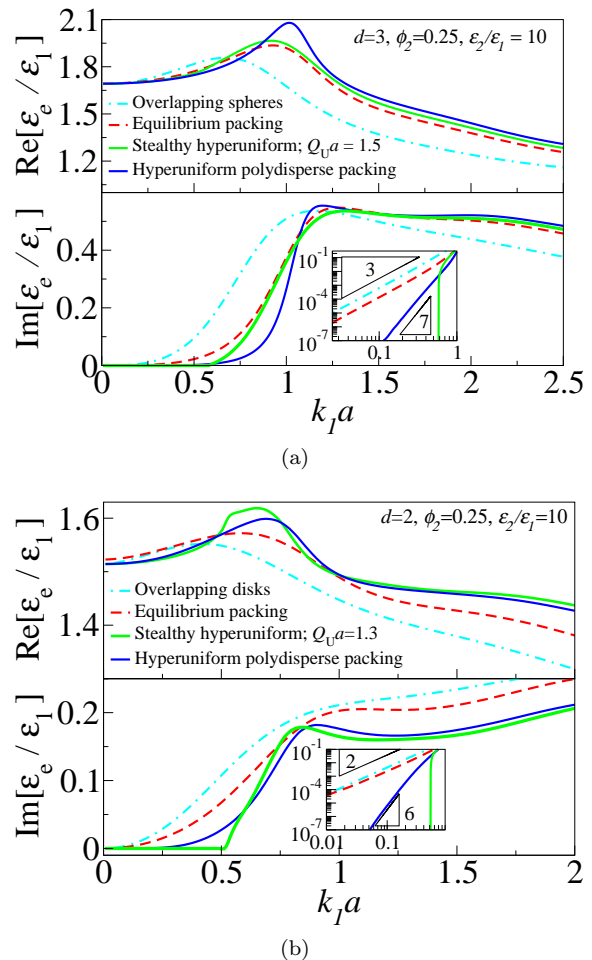 2.1
1.8
1.5
1.2
Re[ε_e / ε_1]
d=3, ϕ_2=0.25, ε_2/ε_1 = 10
Overlapping spheres
Equilibrium packing
Stealthy hyperuniform; Q_U a = 1.5
Hyperuniform polydisperse packing
0.4
0.2
0
Im[ε_e / ε_1]
10^-1
10^-4
10^-7
3
7
0.1 1
0 0.5 1 1.5 2 2.5
k_1a
(a)
1.6
1.4
Re[ε_e / ε_1]
d=2, ϕ_2=0.25, ε_2/ε_1=10
Overlapping disks
Equilibrium packing
Stealthy hyperuniform; Q_U a=1.3
Hyperuniform polydisperse packing
0.2
0.1
0
Im[ε_e / ε_1]
10^-1
10^-4
10^-7
2
6
0.01 0.1
0 0.5 1 1.5 2
k_1a
(b)